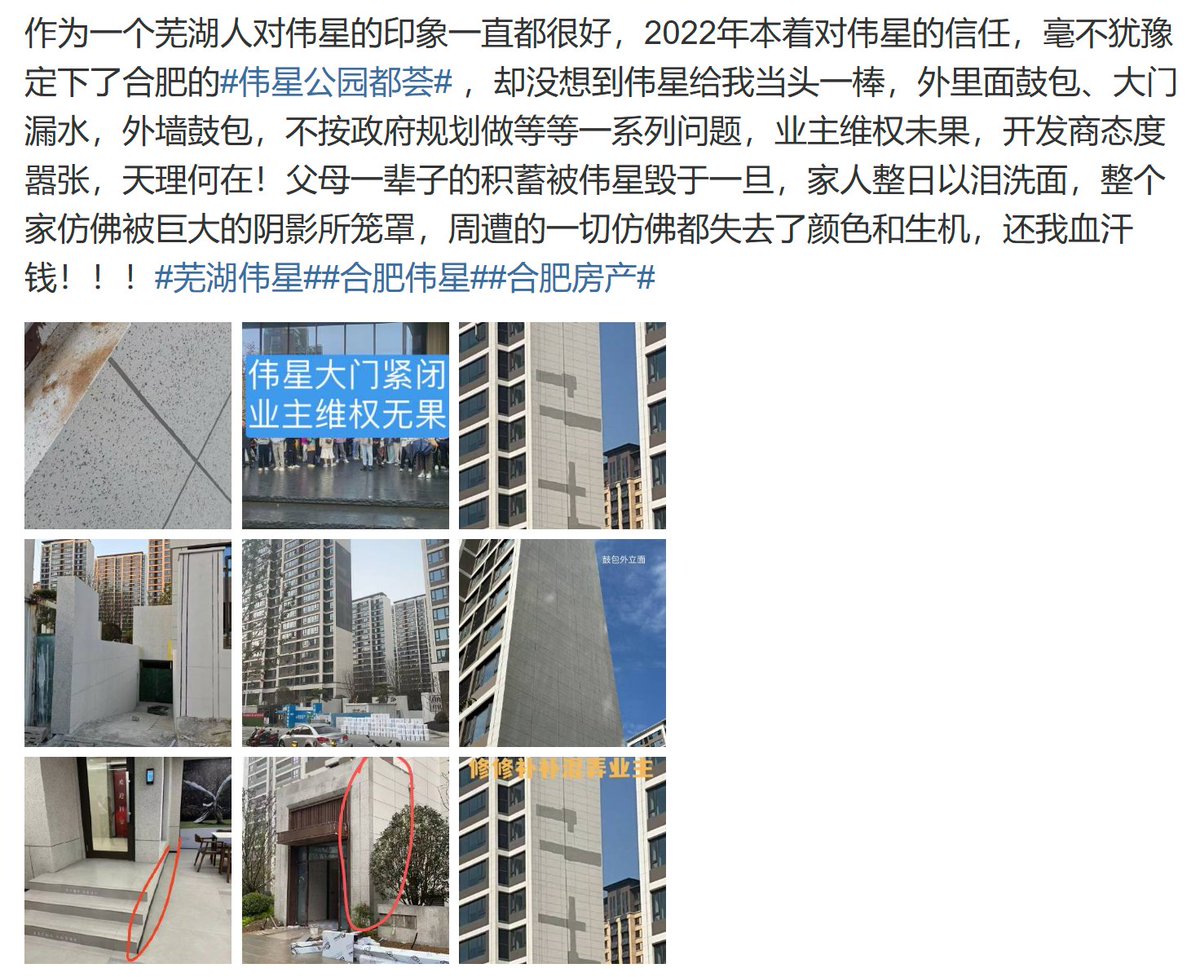 作为一个芜湖人对伟星的印象一直都很好，2022年本着对伟星的信任，毫不犹豫
定下了合肥的#伟星公园都荟# ，却没想到伟星给我当头一棒，外里面鼓包、大门
漏水，外墙鼓包，不按政府规划做等等一系列问题，业主维权未果，开发商态度
嚣张，天理何在！父母一辈子的积蓄被伟星毁于一旦，家人整日以泪洗面，整个
家仿佛被巨大的阴影所笼罩，周遭的一切仿佛都失去了颜色和生机，还我血汗
钱！！！#芜湖伟星##合肥伟星##合肥房产#
伟星大门紧闭
业主维权无果
鼓包外立面